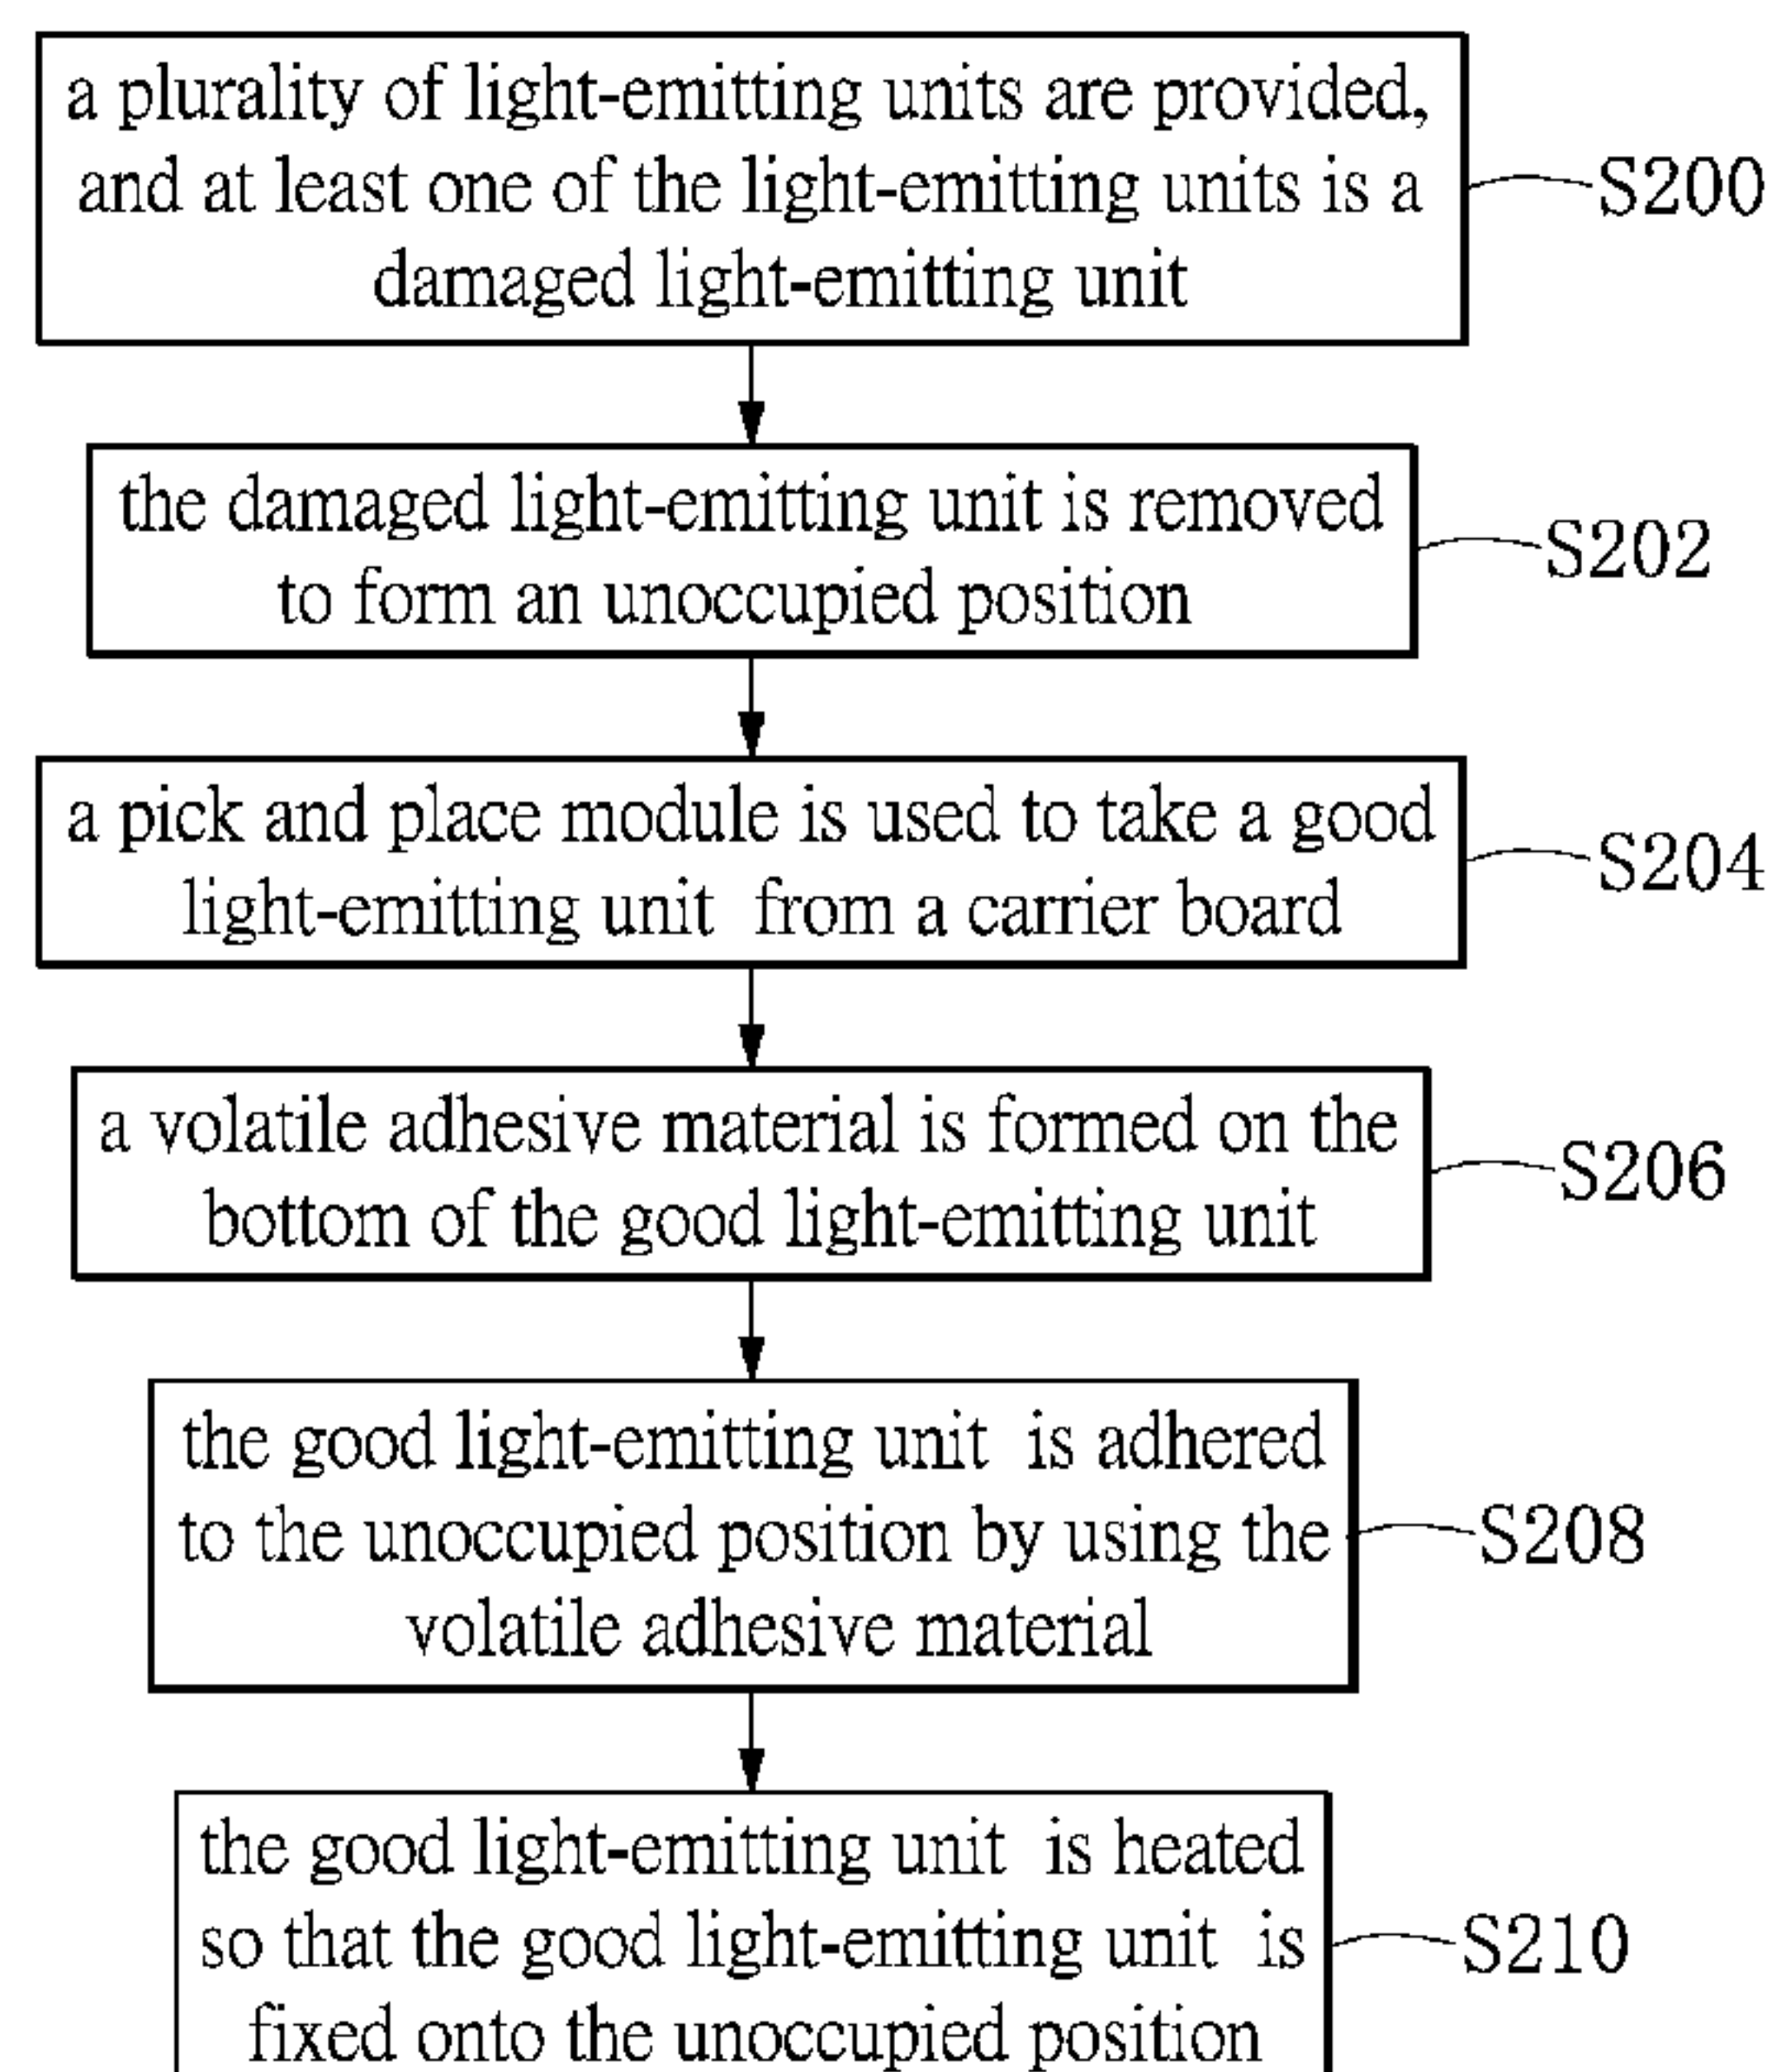 a plurality of light-emitting units are provided,
and at least one of the light-emitting units is a
damaged light-emitting unit
S200
the damaged light-emitting unit is removed
to form an unoccupied position
S202
a pick and place module is used to take a good
light-emitting unit from a carrier board
S204
a volatile adhesive material is formed on the
bottom of the good light-emitting unit
S206
the good light-emitting unit is adhered
to the unoccupied position by using the
volatile adhesive material
S208
the good light-emitting unit is heated
so that the good light-emitting unit is
fixed onto the unoccupied position
S210